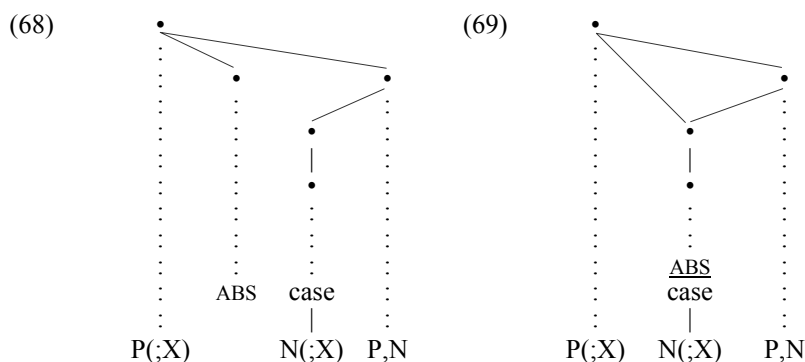 (68) (69)
ABS
ABS case case
P(;X) N(;X) P,N P(;X) N(;X) P,N